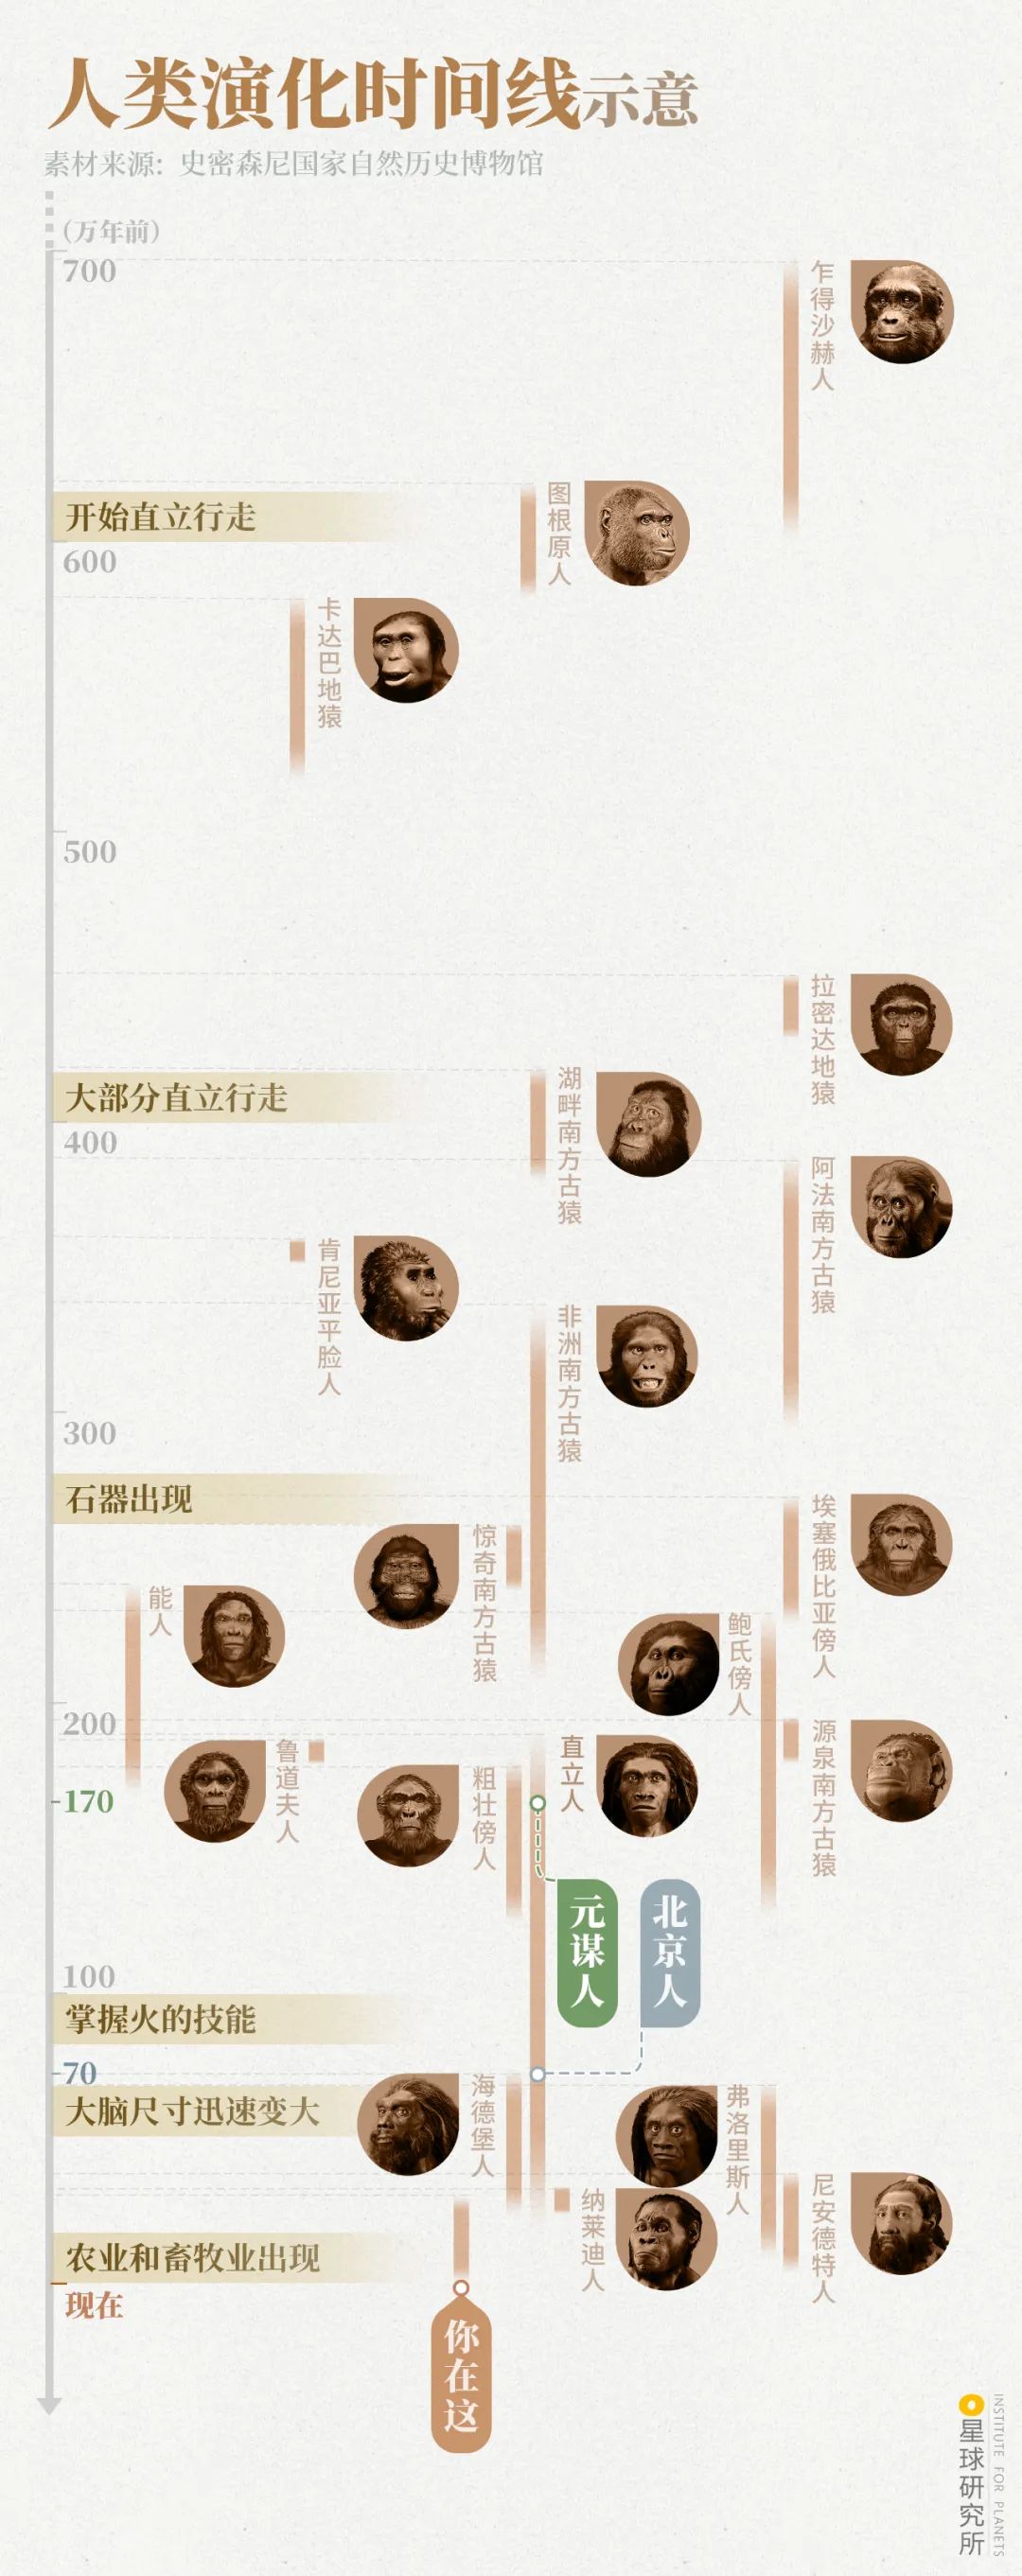 人类演化时间线示意
素材来源：史密森尼国家自然历史博物馆
（万年前）
700
乍得沙赫人
图根原人
开始直立行走
600
卡达巴地猿
500
拉密达地猿
湖畔南方古猿
大部分直立行走
400
阿法南方古猿
肯尼亚平脸人
非洲南方古猿
300
石器出现
埃塞俄比亚傍人
惊奇南方古猿
能人
鲍氏傍人
200
源泉南方古猿
直立人
鲁道夫人
粗壮傍人
170
元谋人
北京人
100
掌握火的技能
70
海德堡人
大脑尺寸迅速变大
弗洛里斯人
尼安德特人
纳莱迪人
农业和畜牧业出现
现在
你在这
星球研究所
INSTITUTE FOR PLANETS